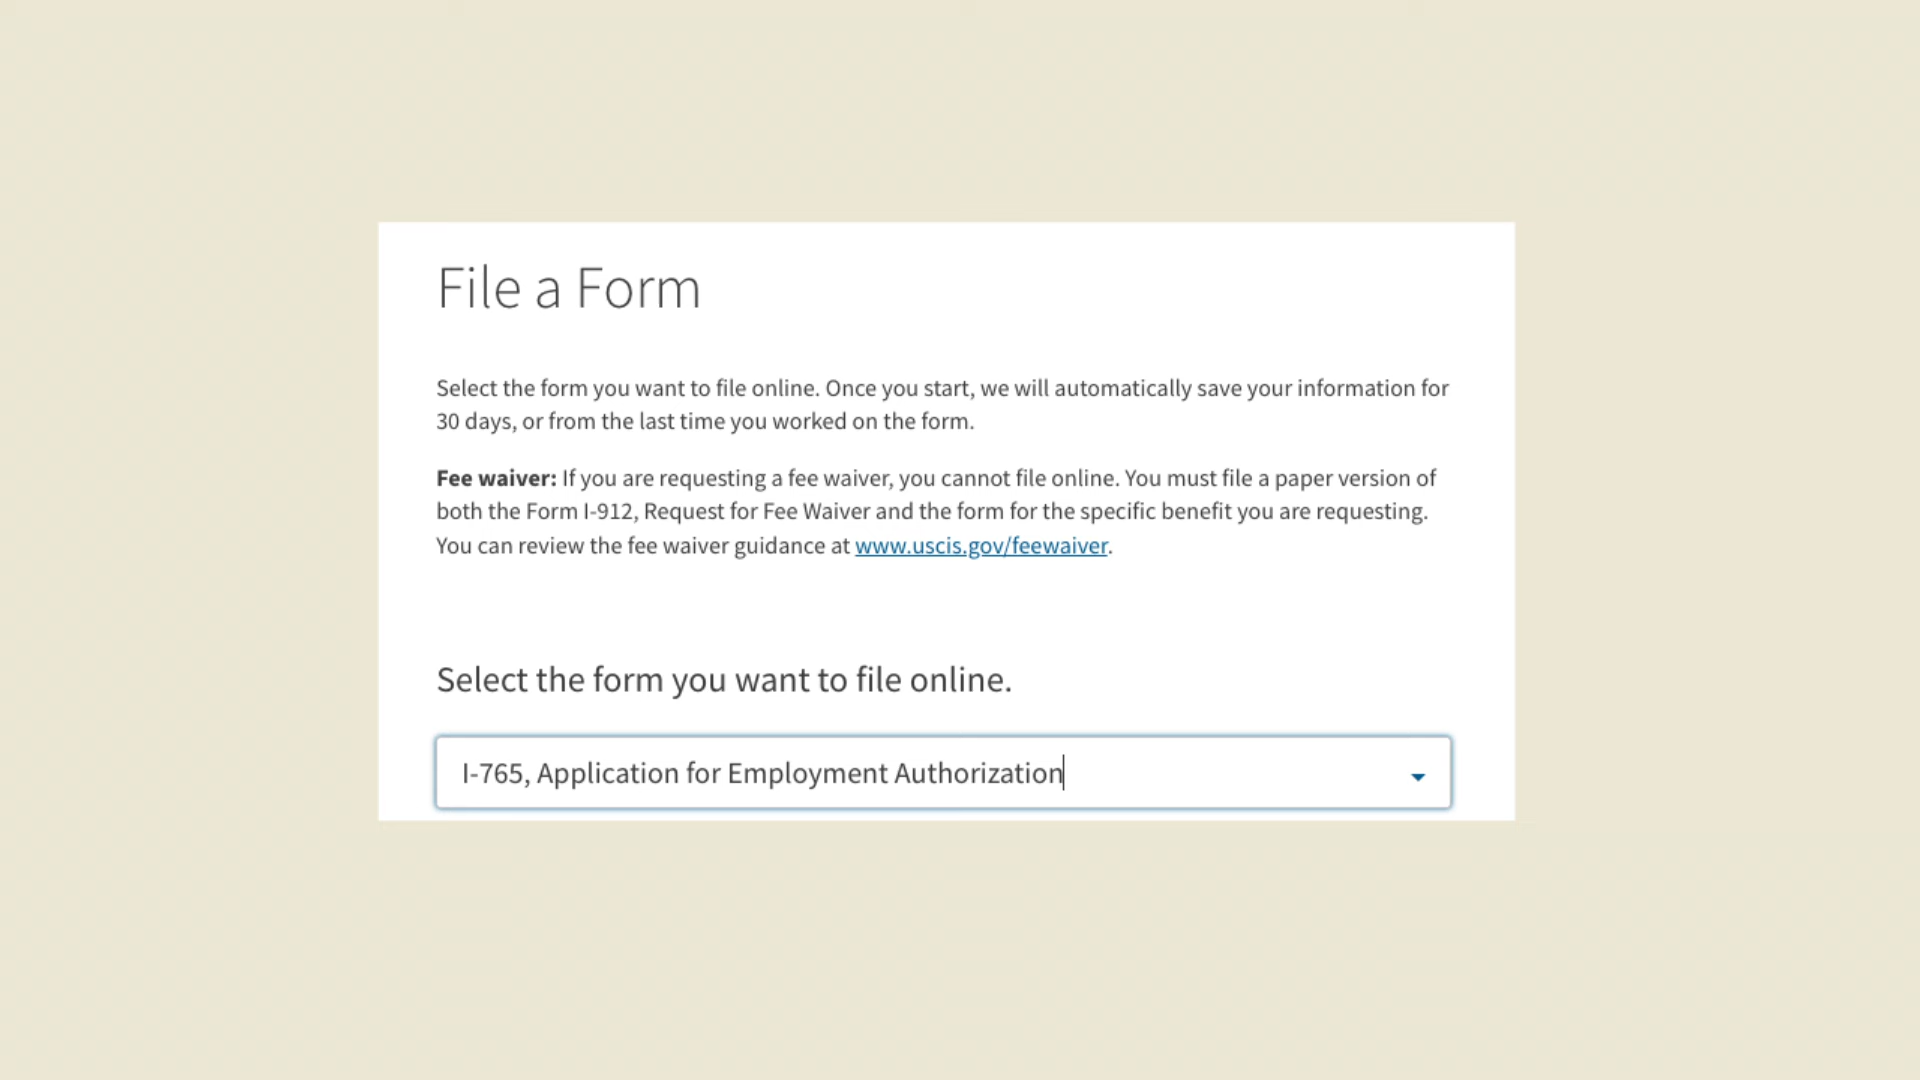 File a Form
Select the form you want to file online. Once you start, we will automatically save your information for
30 days, or from the last time you worked on the form.
Fee waiver: If you are requesting a fee waiver, you cannot file online. You must file a paper version of
both the Form I-912, Request for Fee Waiver and the form for the specific benefit you are requesting.
You can review the fee waiver guidance at www.uscis.gov/feewaiver.
Select the form you want to file online.
I-765, Application for Employment Authorization